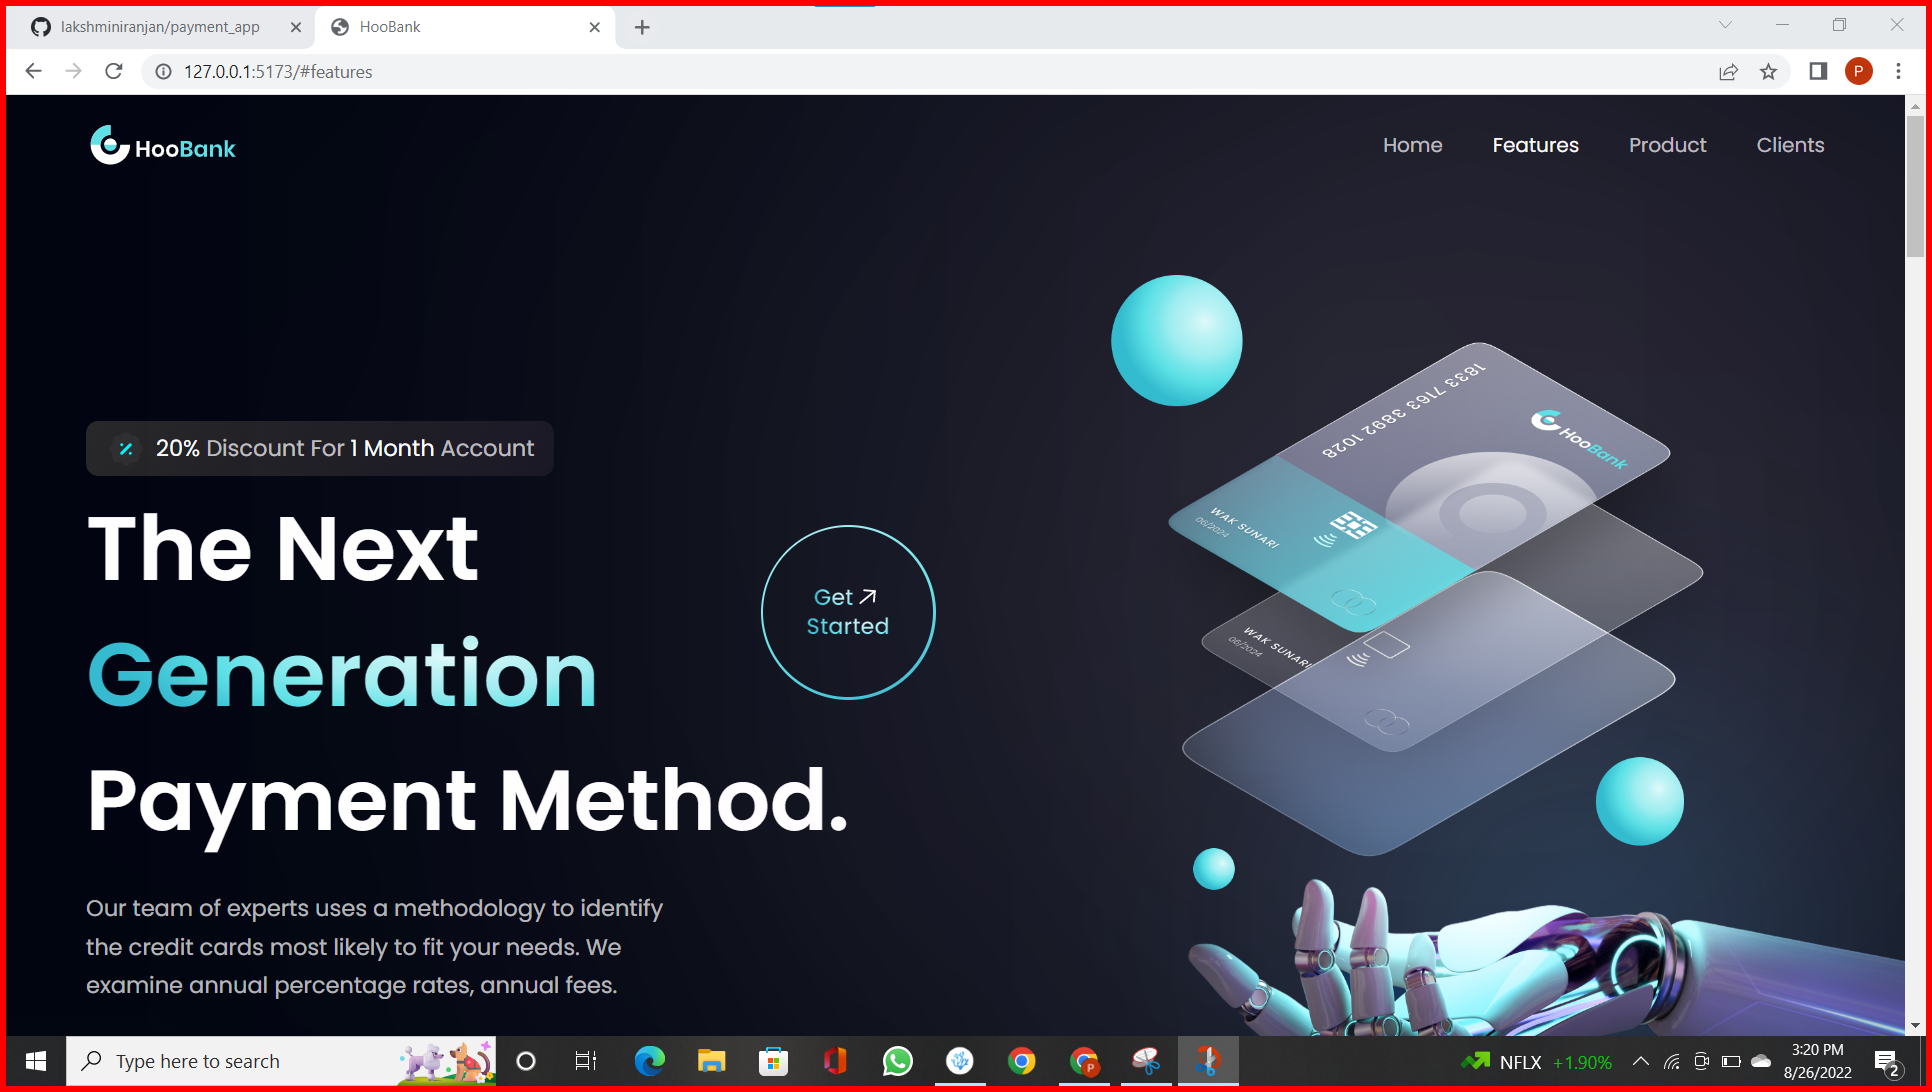 lakshminiranjan/payment_app
HooBank
127.0.0.1:5173/#features
P
HooBank
Home
Features
Product
Clients
20% Discount For 1 Month Account
The Next
Generation
Payment Method.
Get
Started
Our team of experts uses a methodology to identify
the credit cards most likely to fit your needs. We
examine annual percentage rates, annual fees.
1833 7163 3892 1028
HooBank
WAK SUNARI
06/2024
WAK SUNARI
06/2024
Type here to search
P
NFLX +1.90%
3:20 PM
8/26/2022
2